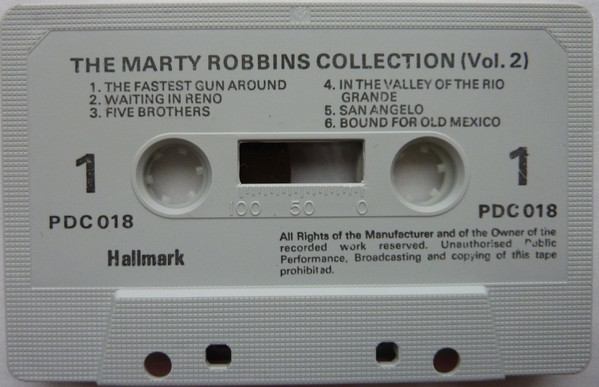 THE MARTY ROBBINS COLLECTION (Vol. 2)
1. THE FASTEST GUN AROUND
2. WAITING IN RENO
3. FIVE BROTHERS
4. IN THE VALLEY OF THE RIO
GRANDE
5. SAN ANGELO
6. BOUND FOR OLD MEXICO
1
1
100 . 50 . 0
PDC 018
PDC 018
Hallmark
All Rights of the Manufacturer and of the Owner of the
recorded work reserved. Unauthorised Public
Performance, Broadcasting and copying of this tape
prohibited.